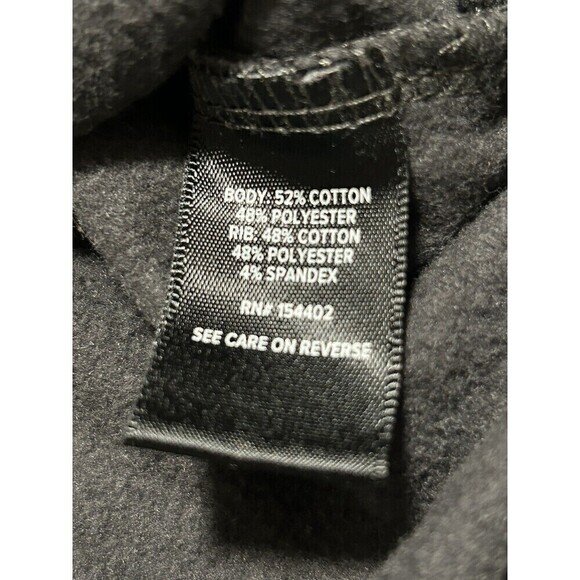 BODY: 52% COTTON
48% POLYESTER
RIB: 48% COTTON
48% POLYESTER
4% SPANDEX
RN# 154402
SEE CARE ON REVERSE